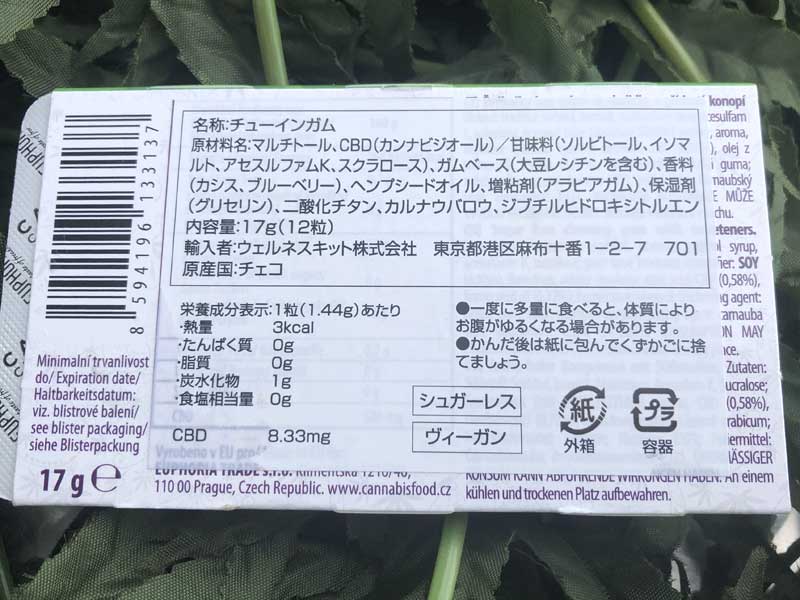 名称:チューインガム
原材料名:マルチトール、CBD(カンナビジオール)/甘味料(ソルビトール、イソマ
ルト、アセスルファムK、スクラロース)、ガムベース(大豆レシチンを含む)、香料
(カシス、ブルーベリー)、ヘンプシードオイル、増粘剤(アラビアガム)、保湿剤
(グリセリン)、二酸化チタン、カルナウバロウ、ジブチルヒドロキシトルエン
内容量:17g(12粒)
輸入者:ウェルネスキット株式会社 東京都港区麻布十番1-2-7 701
原産国:チェコ
栄養成分表示:1粒(1.44g)あたり
・熱量 3kcal
・たんぱく質 0g
・脂質 0g
・炭水化物 1g
・食塩相当量 0g
CBD 8.33mg
●一度に多量に食べると、体質により
お腹がゆるくなる場合があります。
●かんだ後は紙に包んでくずかごに捨
てましょう。
シュガーレス
ヴィーガン
紙
外箱
プラ
容器
8 594196 133137
Minimální trvanlivost
do/ Expiration date/
Haltbarkeitsdatum:
viz. blistrové balení/
see blister packaging/
siehe Blisterpackung
17 g e
Vyrobeno v EU
EUPHORIA TRADE s.r.o. Klimentská 1216/46,
110 00 Prague, Czech Republic. www.cannabisfood.cz
konopí
aroma,
olej z
guma;
MŮŽE
chu.
syrup,
SOY
(0,58%),
agent:
MAY
Zutaten:
(0,58%),
KONSUM KANN ABFÜHRENDE WIRKUNGEN HABEN. An einem
kühlen und trockenen Platz aufbewahren.